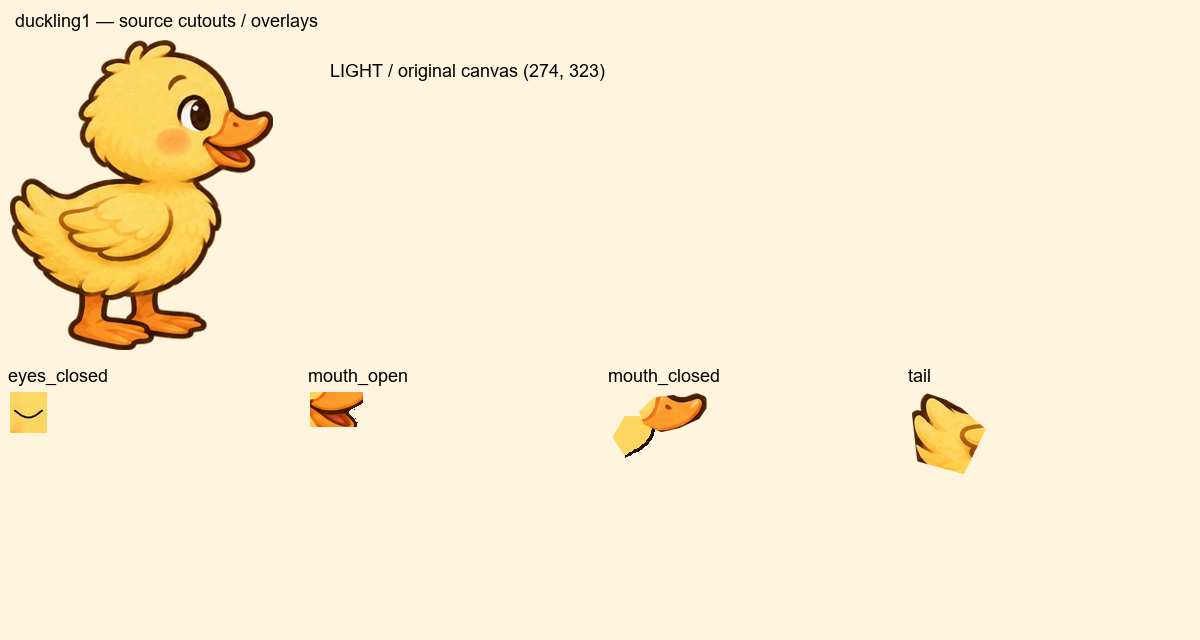 duckling1 — source cutouts / overlays
LIGHT / original canvas (274, 323)
eyes_closed
mouth_open
mouth_closed
tail